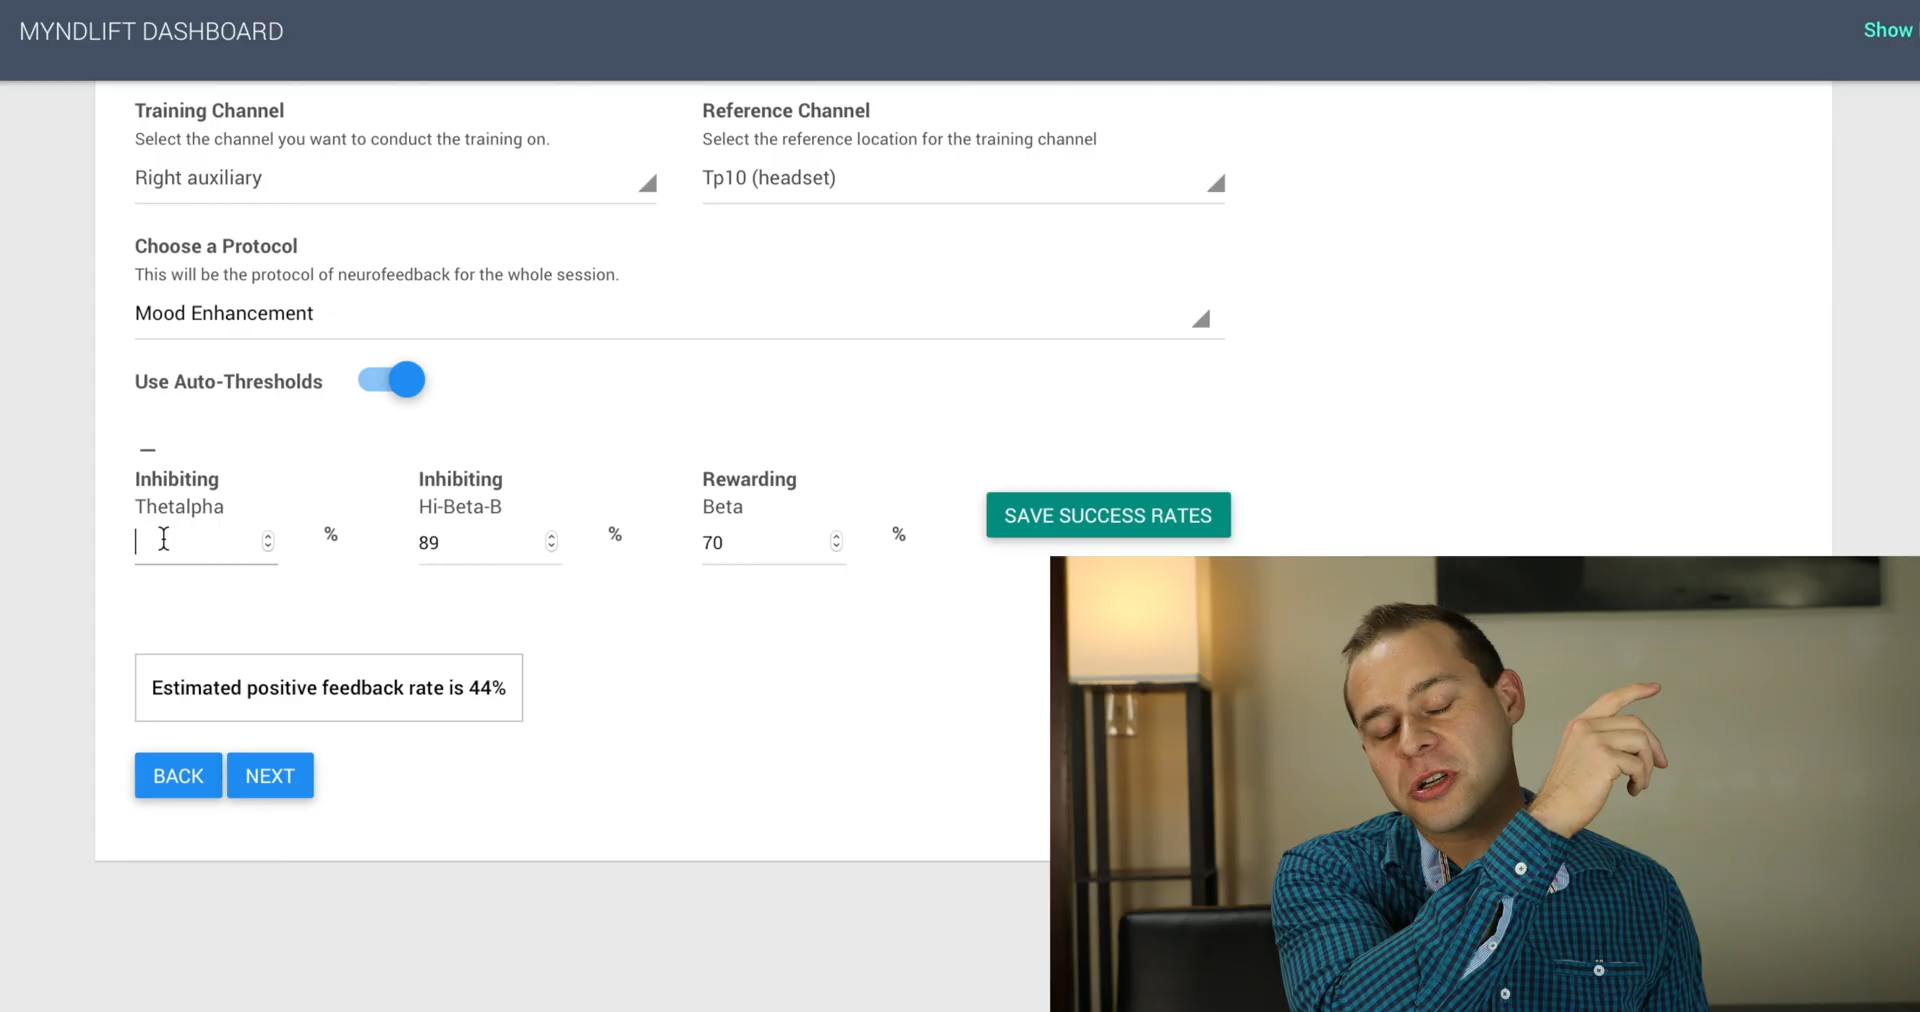 MYNDLIFT DASHBOARD
Show
Training Channel
Select the channel you want to conduct the training on.
Right auxiliary
Reference Channel
Select the reference location for the training channel
Tp10 (headset)
Choose a Protocol
This will be the protocol of neurofeedback for the whole session.
Mood Enhancement
Use Auto-Thresholds
Inhibiting
Thetalpha
%
Inhibiting
Hi-Beta-B
89
%
Rewarding
Beta
70
%
SAVE SUCCESS RATES
Estimated positive feedback rate is 44%
BACK
NEXT